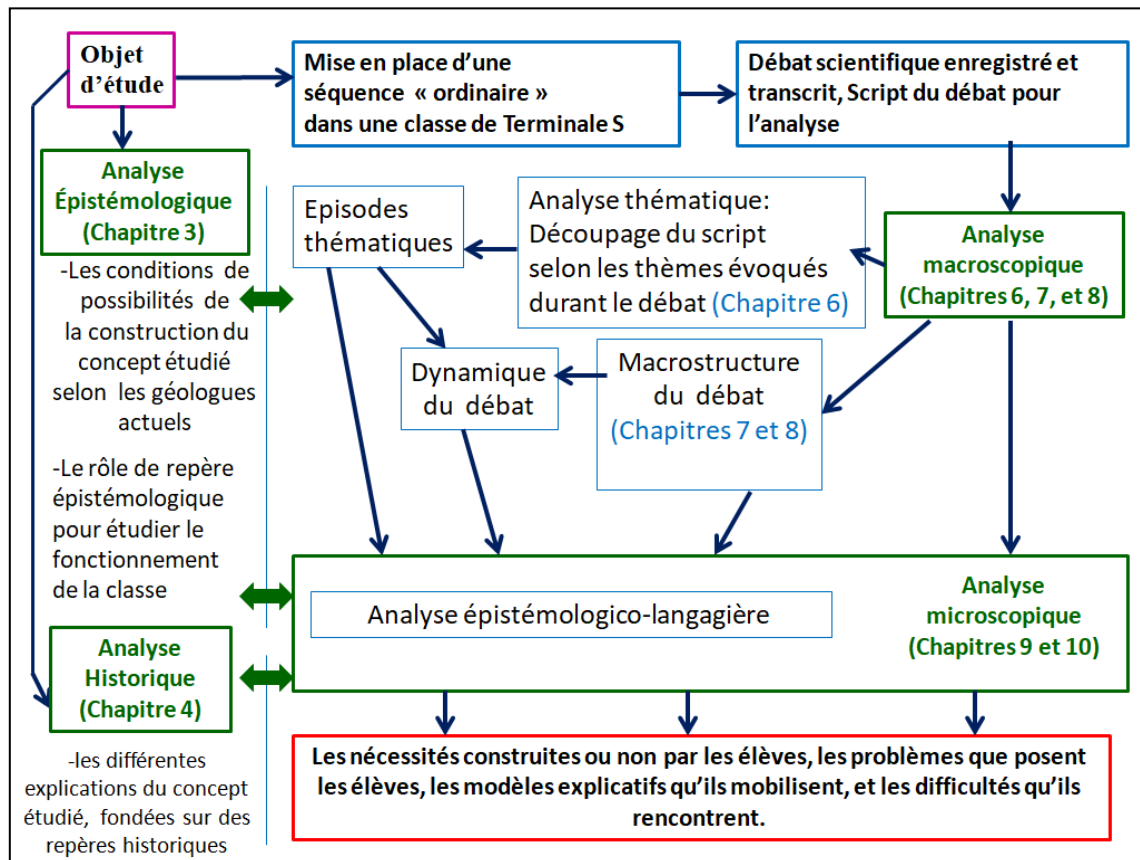 Objet
d'étude
Mise en place d'une
séquence « ordinaire »
dans une classe de Terminale S
Débat scientifique enregistré et
transcrit, Script du débat pour
l'analyse
Analyse
Épistémologique
(Chapitre 3)
-Les conditions de
possibilités de
la construction du
concept étudié
selon les géologues
actuels
-Le rôle de repère
épistémologique
pour étudier le
fonctionnement
de la classe
Analyse
Historique
(Chapitre 4)
-les différentes
explications du concept
étudié, fondées sur des
repères historiques
Episodes
thématiques
Analyse thématique:
Découpage du script
selon les thèmes évoqués
durant le débat (Chapitre 6)
Analyse
macroscopique
(Chapitres 6, 7, et 8)
Dynamique
du débat
Macrostructure
du débat
(Chapitres 7 et 8)
Analyse épistémologico-langagière
Analyse
microscopique
(Chapitres 9 et 10)
Les nécessités construites ou non par les élèves, les problèmes que posent
les élèves, les modèles explicatifs qu'ils mobilisent, et les difficultés qu'ils
rencontrent.